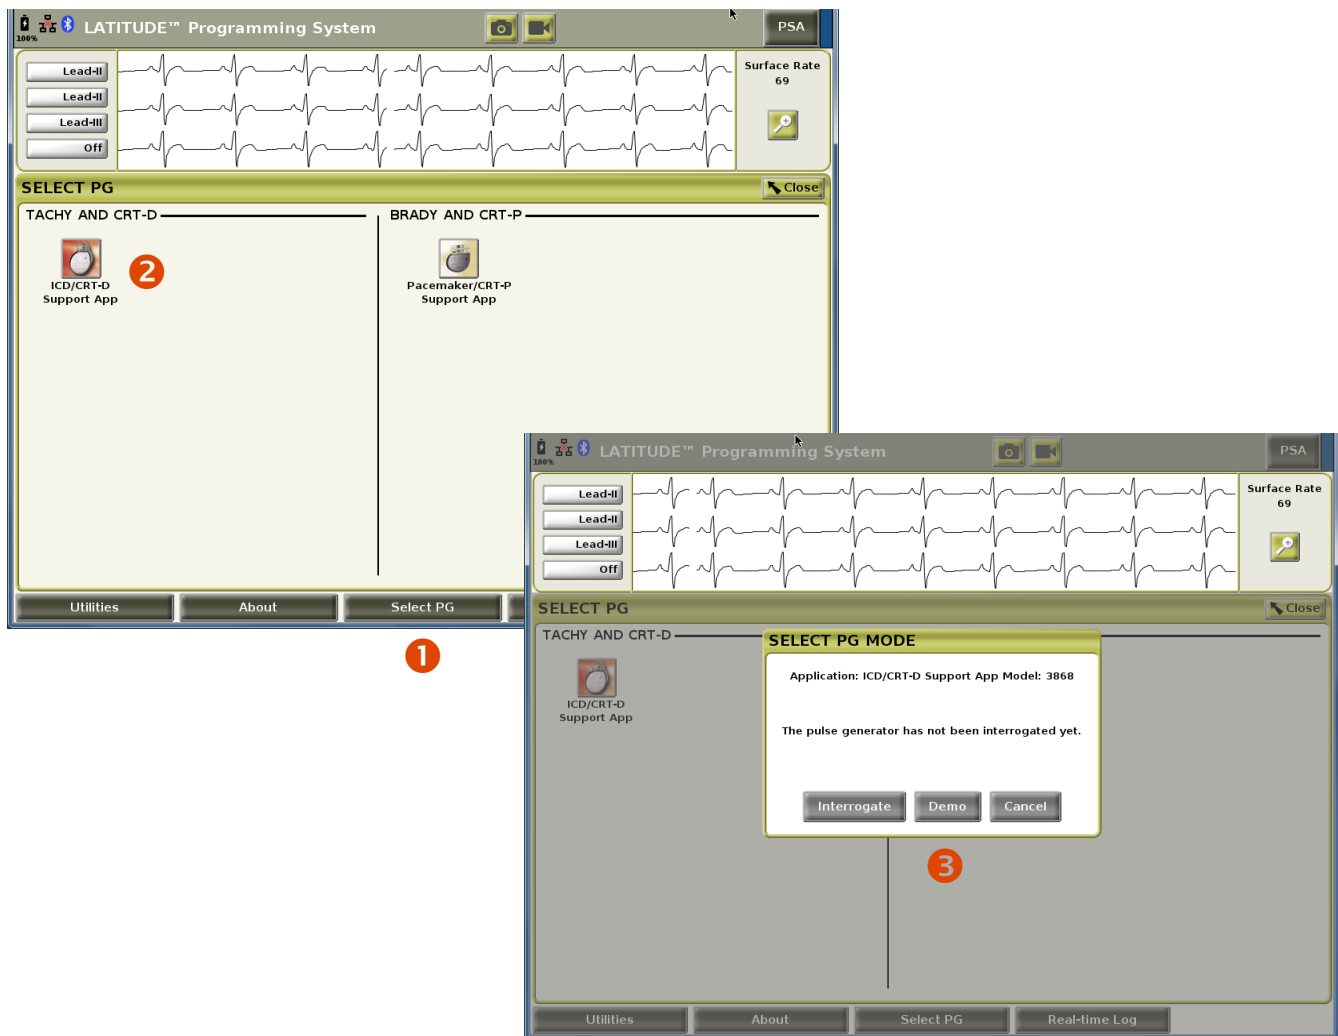 100%
LATITUDE™ Programming System
PSA
Lead-II
Lead-II
Lead-III
Off
Surface Rate
69
SELECT PG
Close
TACHY AND CRT-D
BRADY AND CRT-P
ICD/CRT-D
Support App
2
Pacemaker/CRT-P
Support App
Utilities
About
Select PG
1
100%
LATITUDE™ Programming System
PSA
Lead-II
Lead-II
Lead-III
Off
Surface Rate
69
SELECT PG
Close
TACHY AND CRT-D
ICD/CRT-D
Support App
SELECT PG MODE
Application: ICD/CRT-D Support App Model: 3868
The pulse generator has not been interrogated yet.
Interrogate
Demo
Cancel
3
Utilities
About
Select PG
Real-time Log